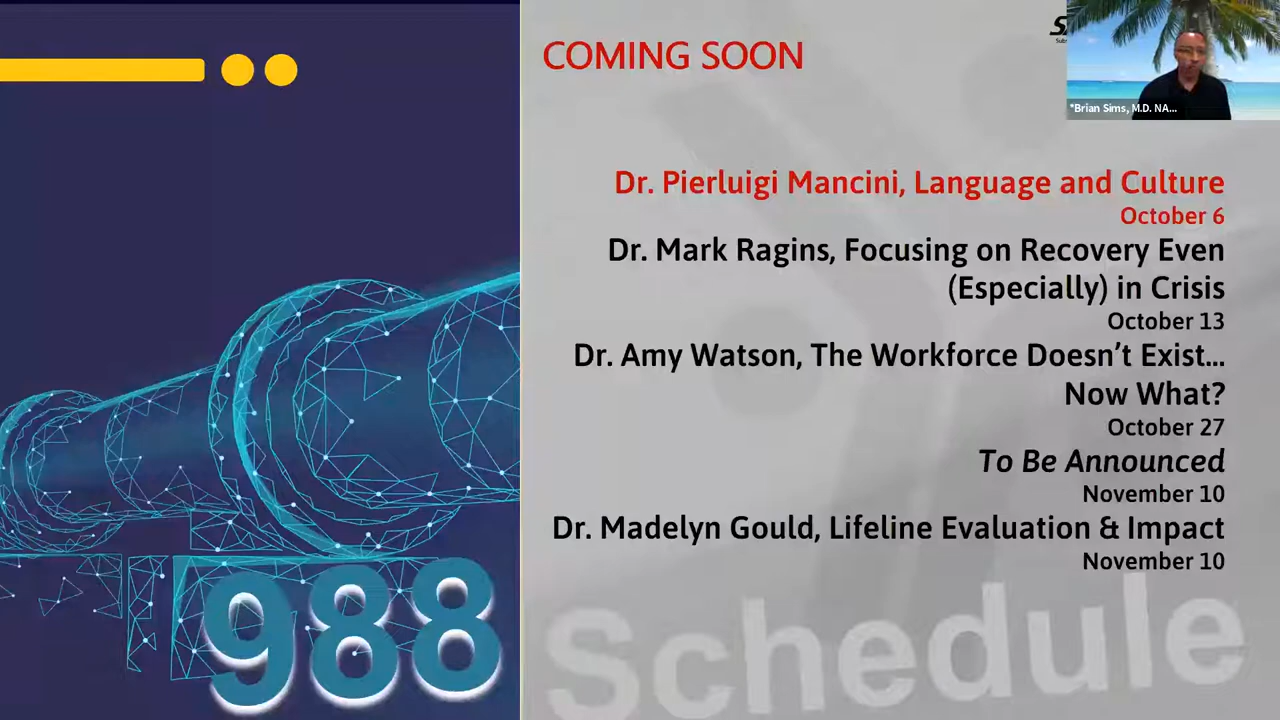 COMING SOON
*Brian Sims, M.D. NA...
Dr. Pierluigi Mancini, Language and Culture
October 6
Dr. Mark Ragins, Focusing on Recovery Even
(Especially) in Crisis
October 13
Dr. Amy Watson, The Workforce Doesn’t Exist…
Now What?
October 27
To Be Announced
November 10
Dr. Madelyn Gould, Lifeline Evaluation & Impact
November 10
988
Schedule